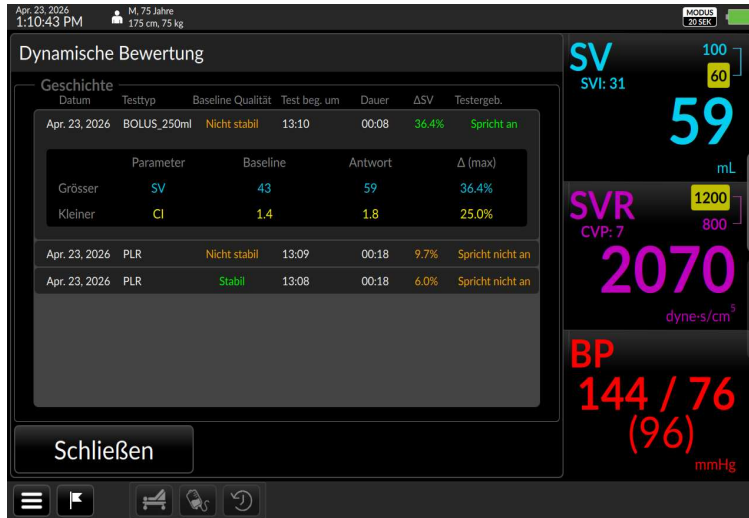 Apr. 23, 2026
1:10:43 PM
M, 75 Jahre
175 cm, 75 kg
MODUS
20 SEK
Dynamische Bewertung
Geschichte
Datum Testtyp Baseline Qualität Test beg. um Dauer ΔSV Testergeb.
Apr. 23, 2026 BOLUS_250ml Nicht stabil 13:10 00:08 36.4% Spricht an
Parameter Baseline Antwort Δ (max)
Grösser SV 43 59 36.4%
Kleiner CI 1.4 1.8 25.0%
Apr. 23, 2026 PLR Nicht stabil 13:09 00:18 9.7% Spricht nicht an
Apr. 23, 2026 PLR Stabil 13:08 00:18 6.0% Spricht nicht an
Schließen
SV 100
SVI: 31 60
59
mL
SVR 1200
CVP: 7 800
2070
dyne·s/cm⁵
BP
144 / 76
(96)
mmHg